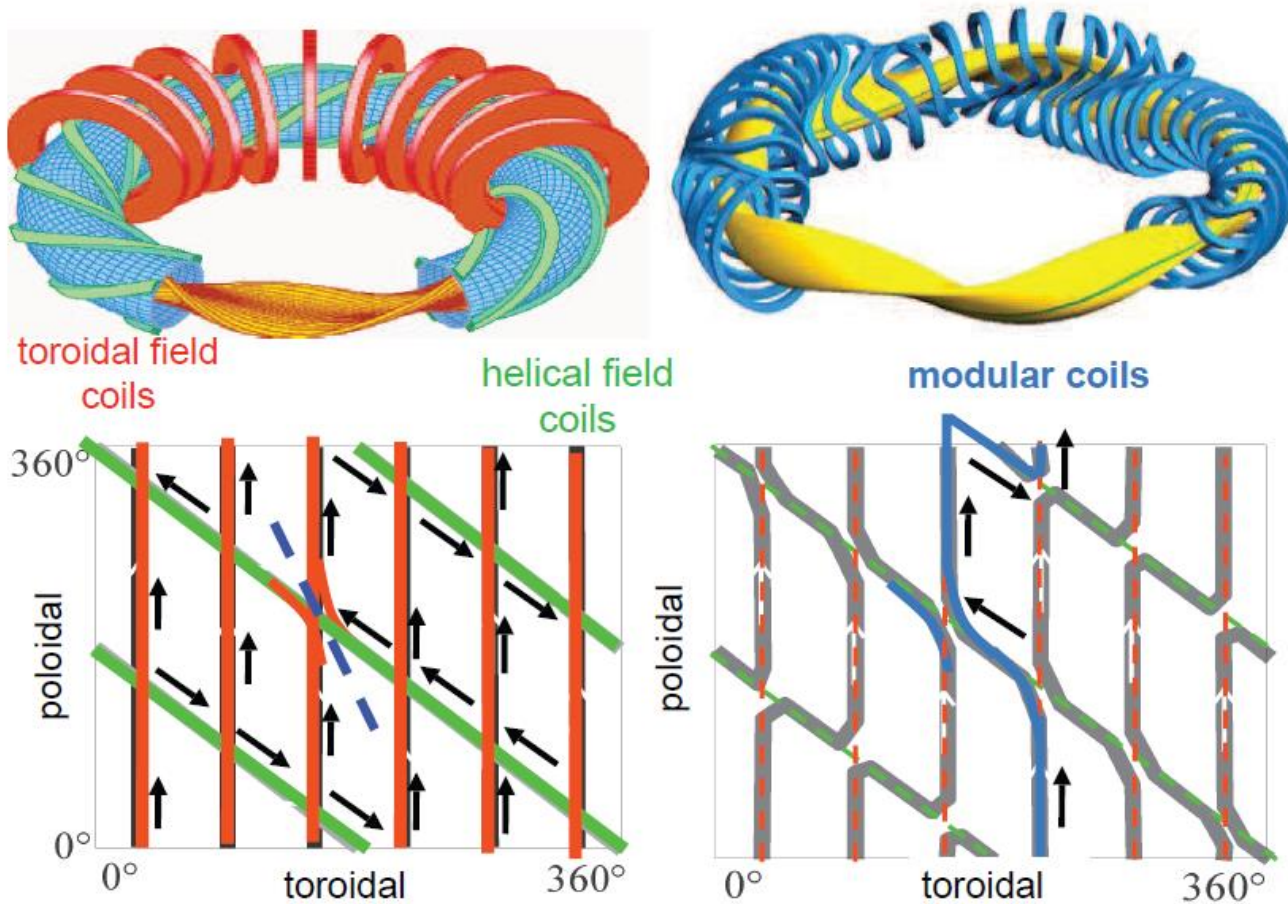 toroidal field
coils
helical field
coils
modular coils
360°
poloidal
0°
0°
toroidal
360°
poloidal
0°
toroidal
360°